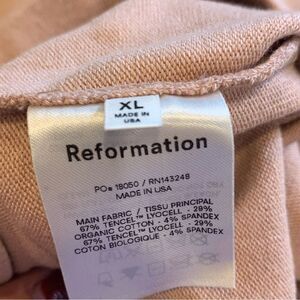 XL
MADE IN
USA
Reformation
PO# 18050 / RN143248
MADE IN USA
MAIN FABRIC / TISSU PRINCIPAL
67% TENCEL™ LYOCELL - 29%
ORGANIC COTTON - 4% SPANDEX
67% TENCEL™ LYOCELL - 29%
COTON BIOLOGIQUE - 4% SPANDEX